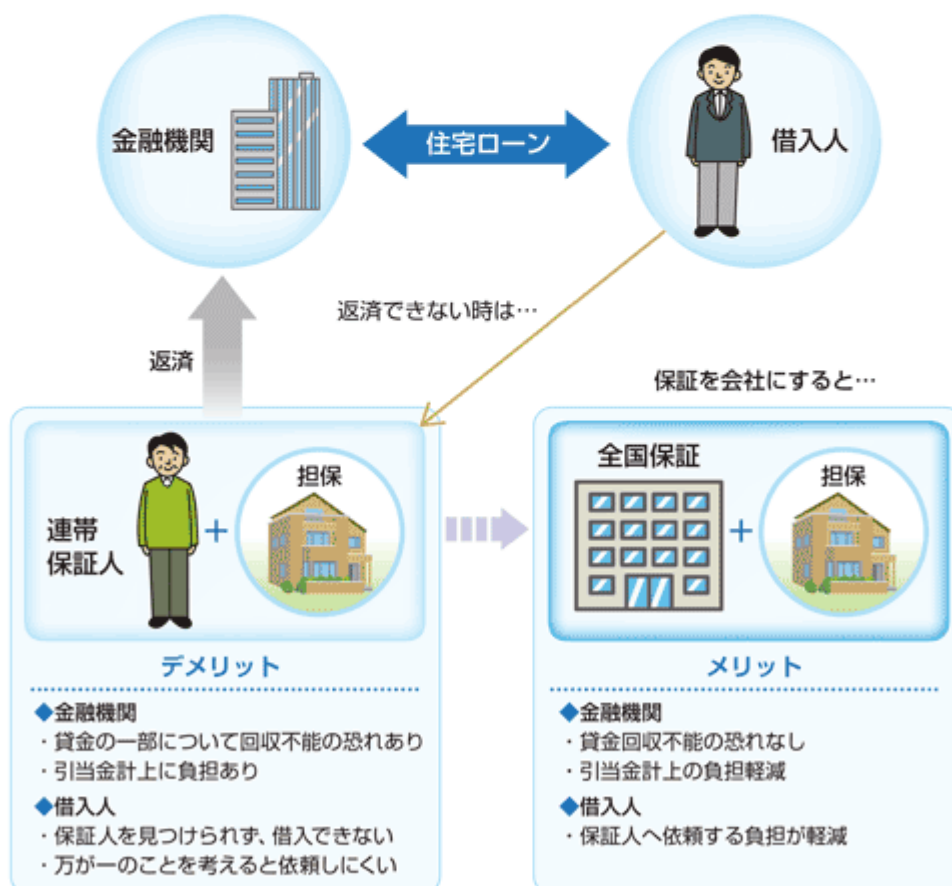 金融機関
住宅ローン
借入人
返済できない時は…
返済
保証を会社にすると…
連帯
保証人
+
担保
全国保証
+
担保
デメリット
◆金融機関
・貸金の一部について回収不能の恐れあり
・引当金計上に負担あり
◆借入人
・保証人を見つけられず、借入できない
・万が一のことを考えると依頼しにくい
メリット
◆金融機関
・貸金回収不能の恐れなし
・引当金計上の負担軽減
◆借入人
・保証人へ依頼する負担が軽減